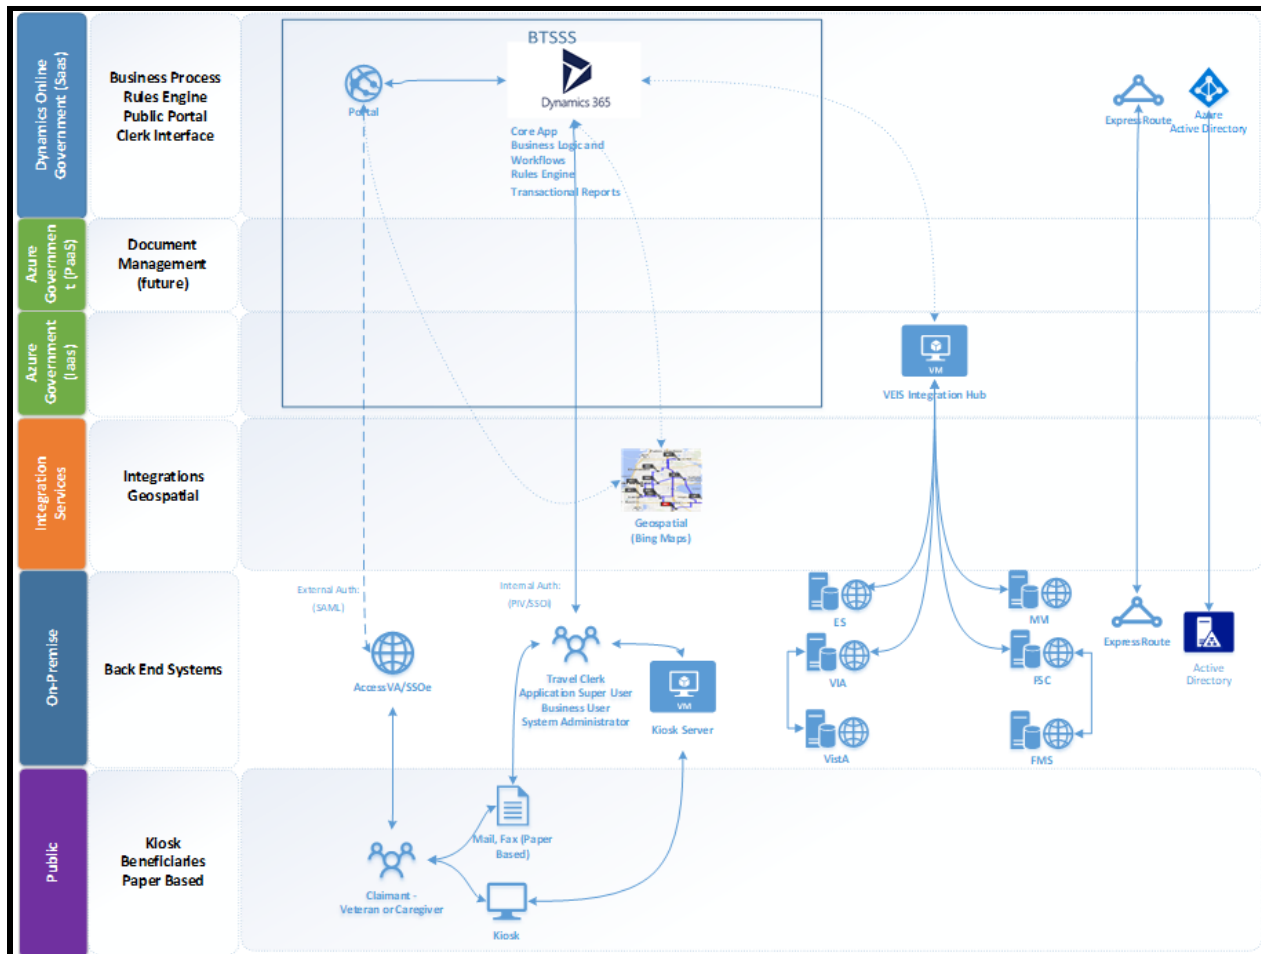 Dynamics Online
Government (Saas)
Business Process
Rules Engine
Public Portal
Clerk Interface
BTSSS
Portal
Dynamics 365
Core App
Business Logic and
Workflows
Rules Engine
Transactional Reports
ExpressRoute
Azure
Active Directory
Azure
Governmen
t (PaaS)
Document
Management
(future)
Azure
Government
(Iaas)
VM
VEIS Integration Hub
Integration
Services
Integrations
Geospatial
Geospatial
(Bing Maps)
On-Premise
Back End Systems
External Auth:
(SAML)
Internal Auth:
(PIV/SSOi)
AccessVA/SSOe
Travel Clerk
Application Super User
Business User
System Administrator
VM
Kiosk Server
ES
MVI
VIA
FSC
VistA
FMS
ExpressRoute
Active
Directory
Public
Kiosk
Beneficiaries
Paper Based
Mail, Fax (Paper
Based)
Claimant -
Veteran or Caregiver
Kiosk